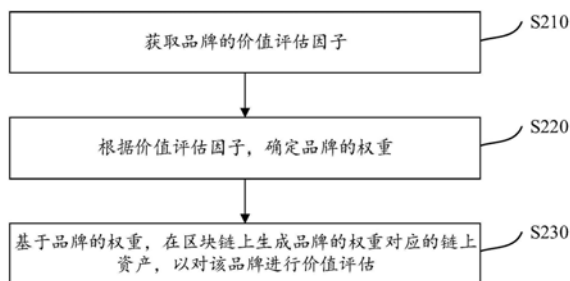 获取品牌的价值评估因子
S210
根据价值评估因子，确定品牌的权重
S220
基于品牌的权重，在区块链上生成品牌的权重对应的链上
资产，以对该品牌进行价值评估
S230